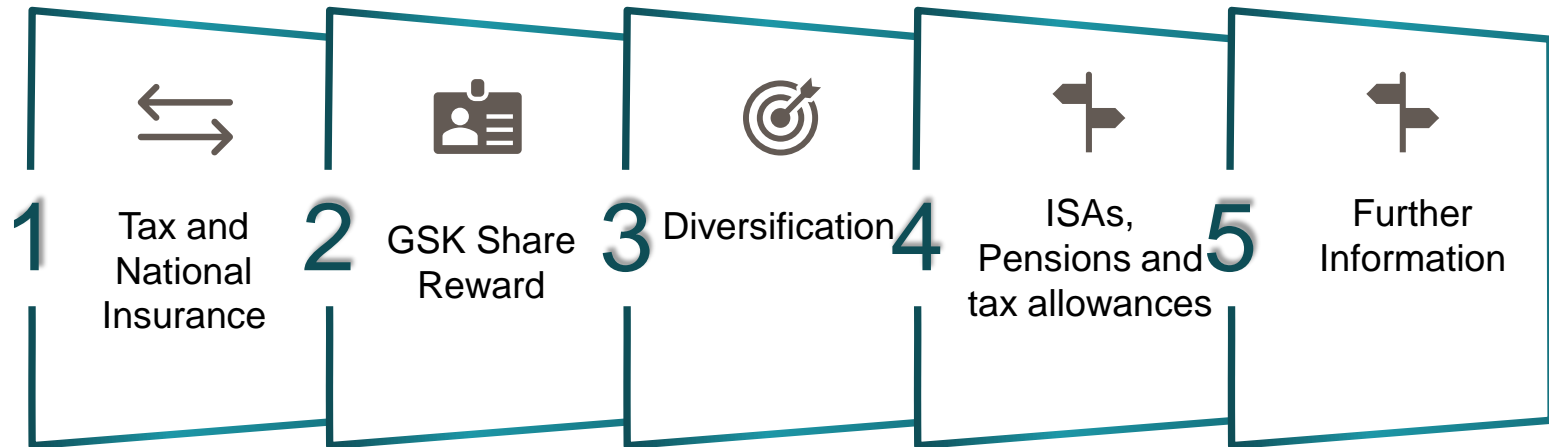 1
Tax and
National
Insurance
2
GSK Share
Reward
3
Diversification
4
ISAs,
Pensions and
tax allowances
5
Further
Information